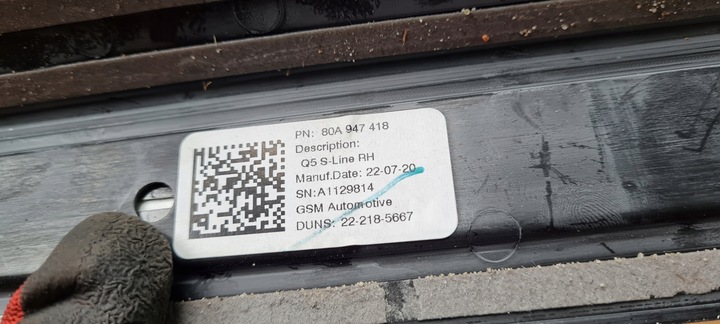 PN: 80A 947 418
Description:
Q5 S-Line RH
Manuf.Date: 22-07-20
SN:A1129814
GSM Automotive
DUNS: 22-218-5667